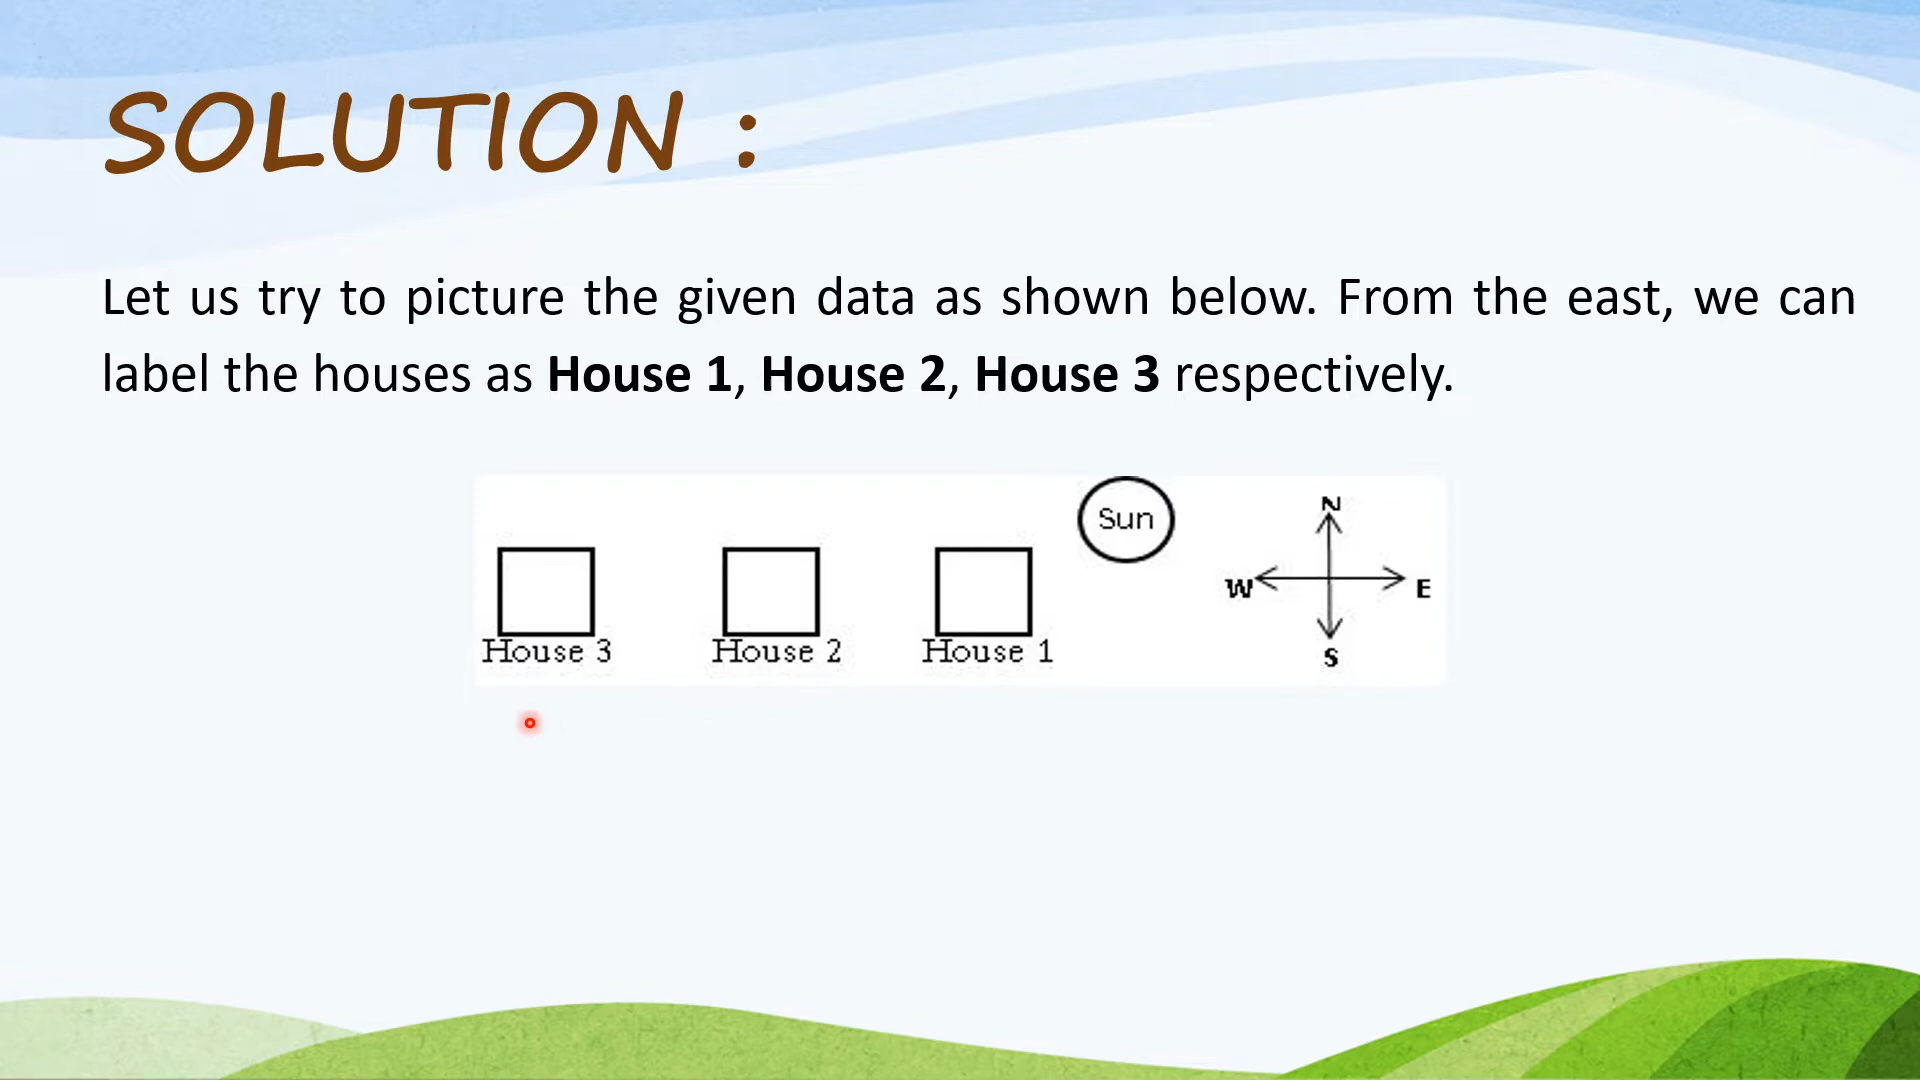 SOLUTION :
Let us try to picture the given data as shown below. From the east, we can
label the houses as House 1, House 2, House 3 respectively.
Sun
N
W E
S
House 3 House 2 House 1